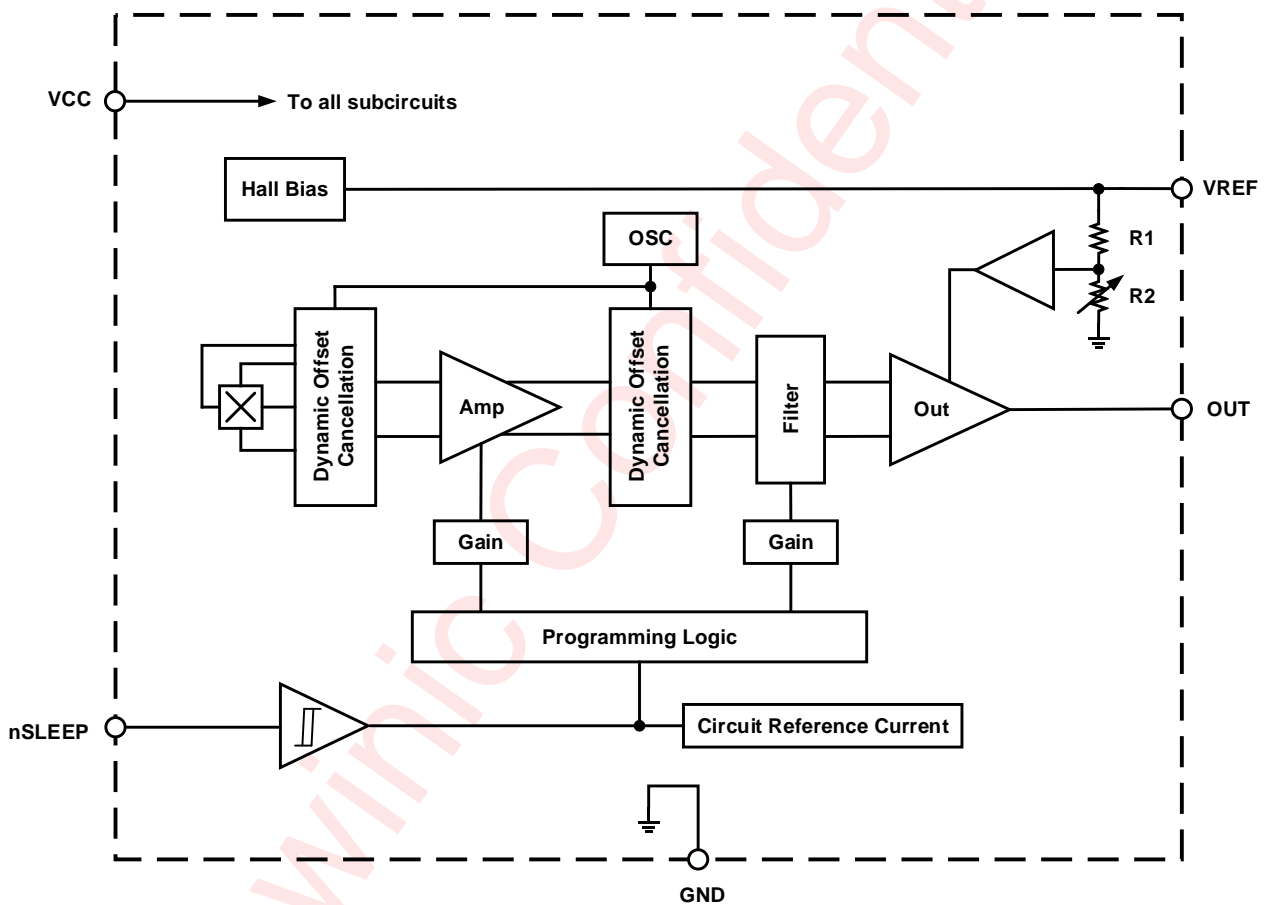 VCC
To all subcircuits
Hall Bias
VREF
OSC
R1
R2
Dynamic Offset
Cancellation
Amp
Dynamic Offset
Cancellation
Filter
Out
OUT
Gain
Gain
Programming Logic
nSLEEP
Circuit Reference Current
GND
winic Confident